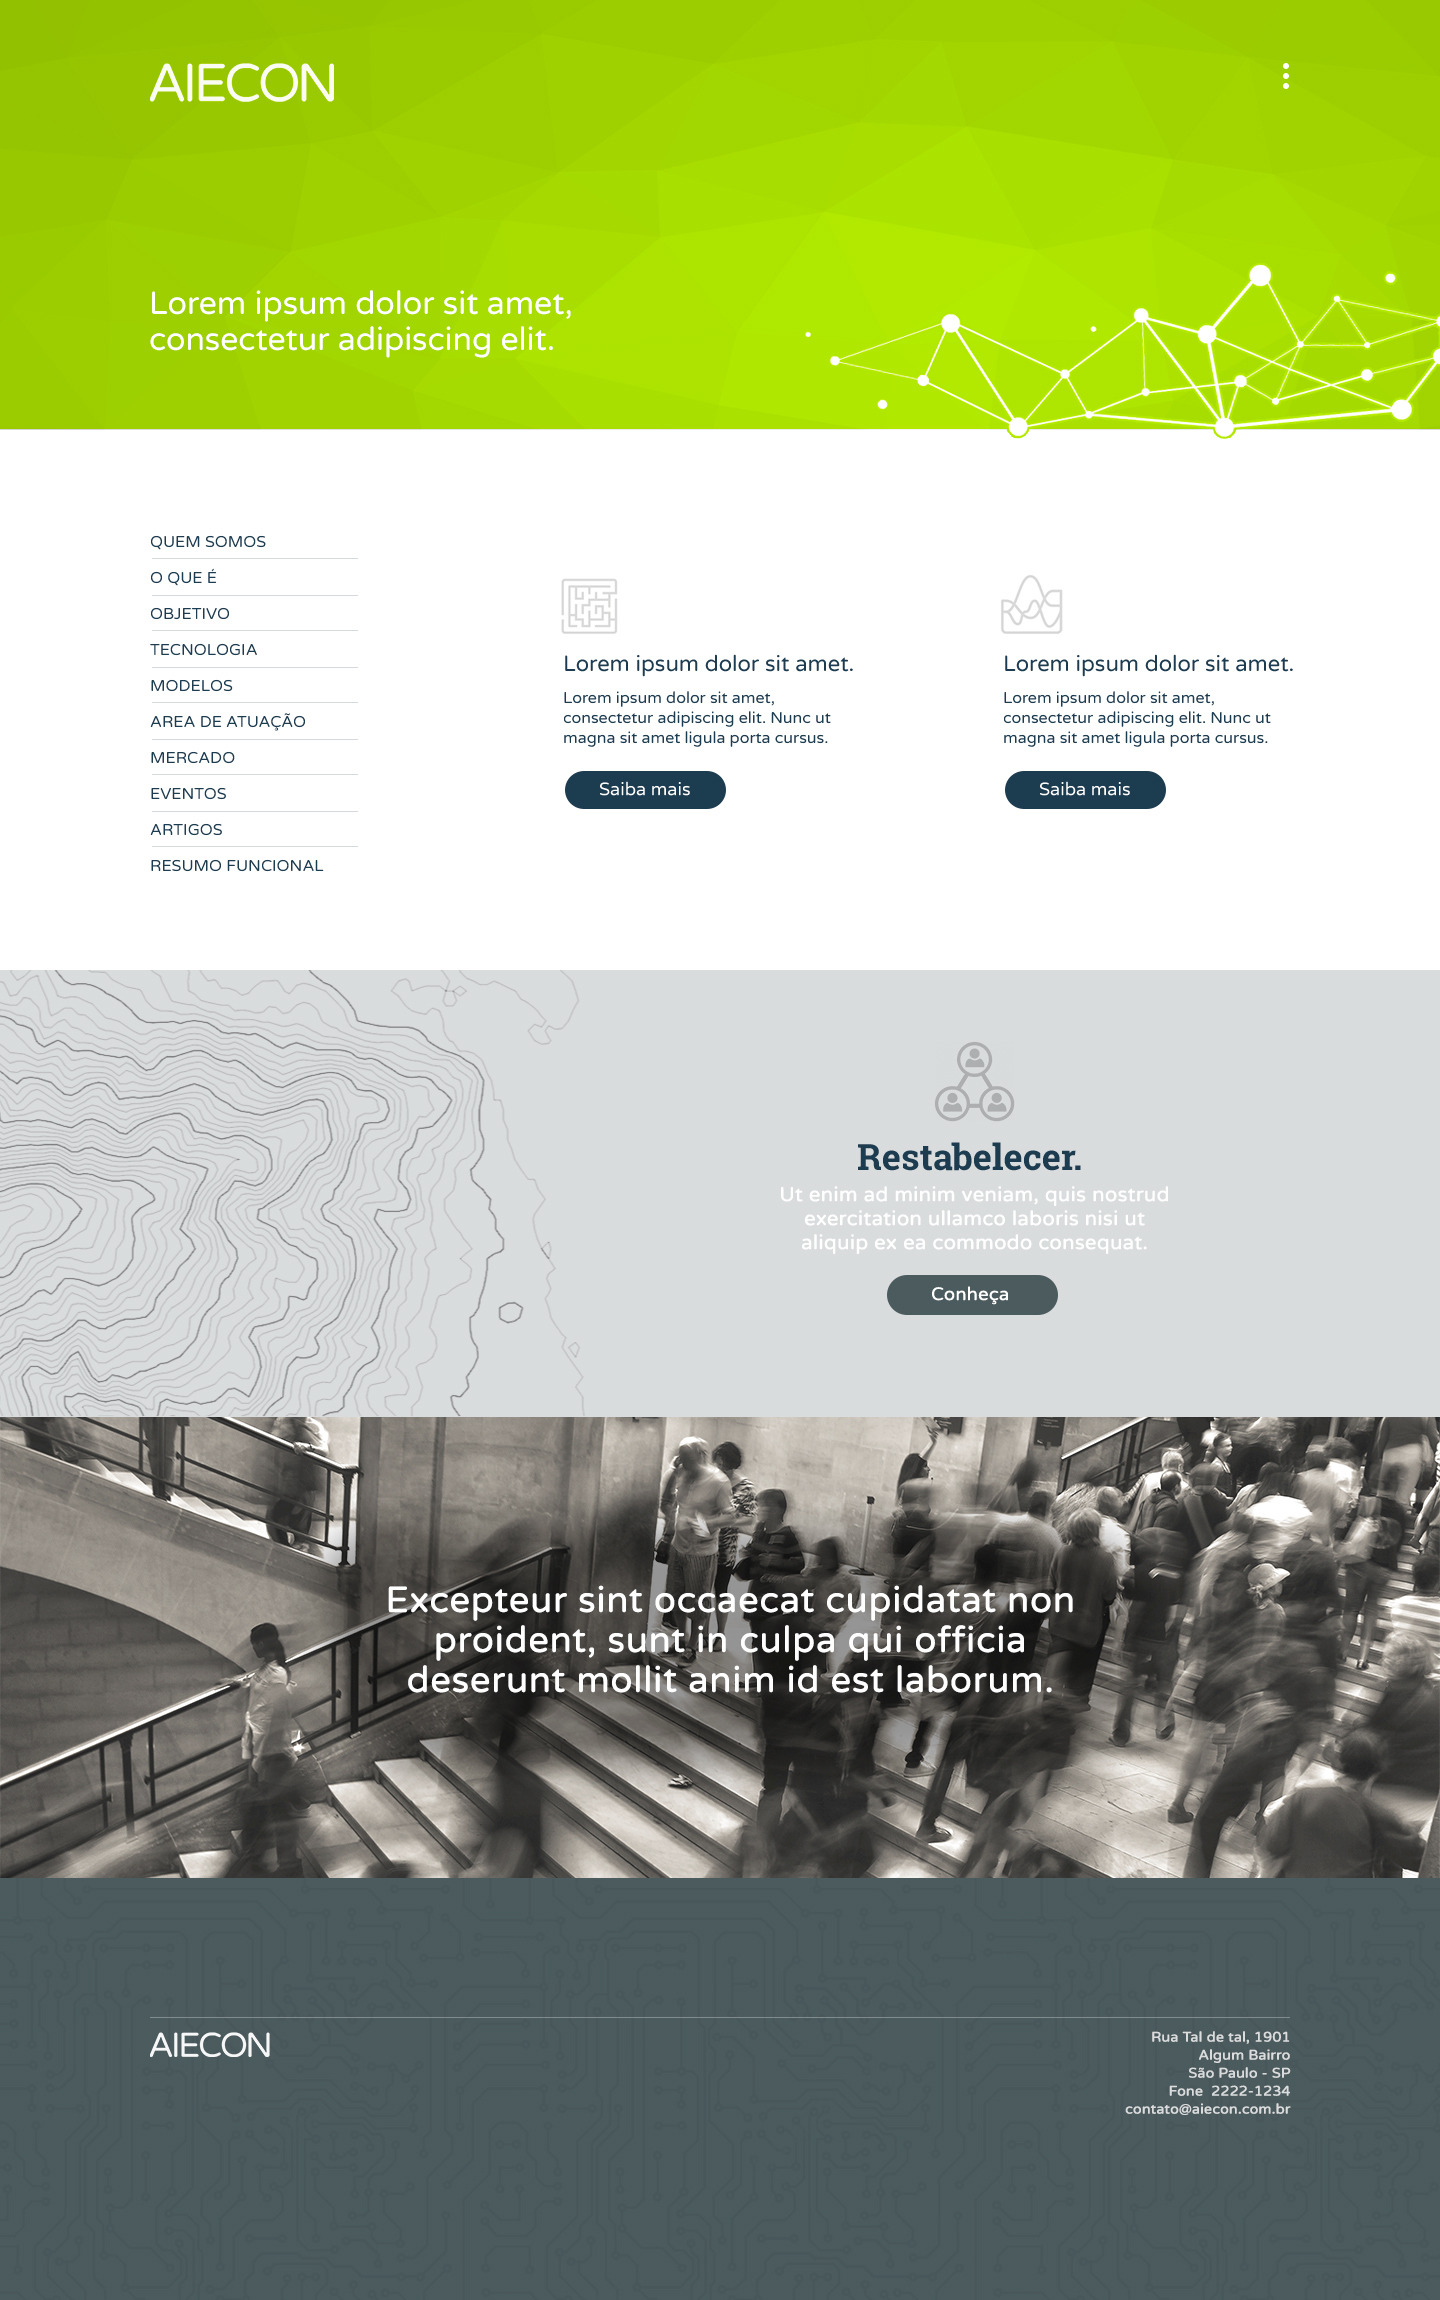 AIECON
Lorem ipsum dolor sit amet,
consectetur adipiscing elit.
QUEM SOMOS
O QUE É
OBJETIVO
TECNOLOGIA
MODELOS
AREA DE ATUAÇÃO
MERCADO
EVENTOS
ARTIGOS
RESUMO FUNCIONAL
Lorem ipsum dolor sit amet.
Lorem ipsum dolor sit amet,
consectetur adipiscing elit. Nunc ut
magna sit amet ligula porta cursus.
Saiba mais
Lorem ipsum dolor sit amet.
Lorem ipsum dolor sit amet,
consectetur adipiscing elit. Nunc ut
magna sit amet ligula porta cursus.
Saiba mais
Restabelecer.
Ut enim ad minim veniam, quis nostrud
exercitation ullamco laboris nisi ut
aliquip ex ea commodo consequat.
Conheça
Excepteur sint occaecat cupidatat non
proident, sunt in culpa qui officia
deserunt mollit anim id est laborum.
AIECON
Rua Tal de tal, 1901
Algum Bairro
São Paulo - SP
Fone  2222-1234
contato@aiecon.com.br